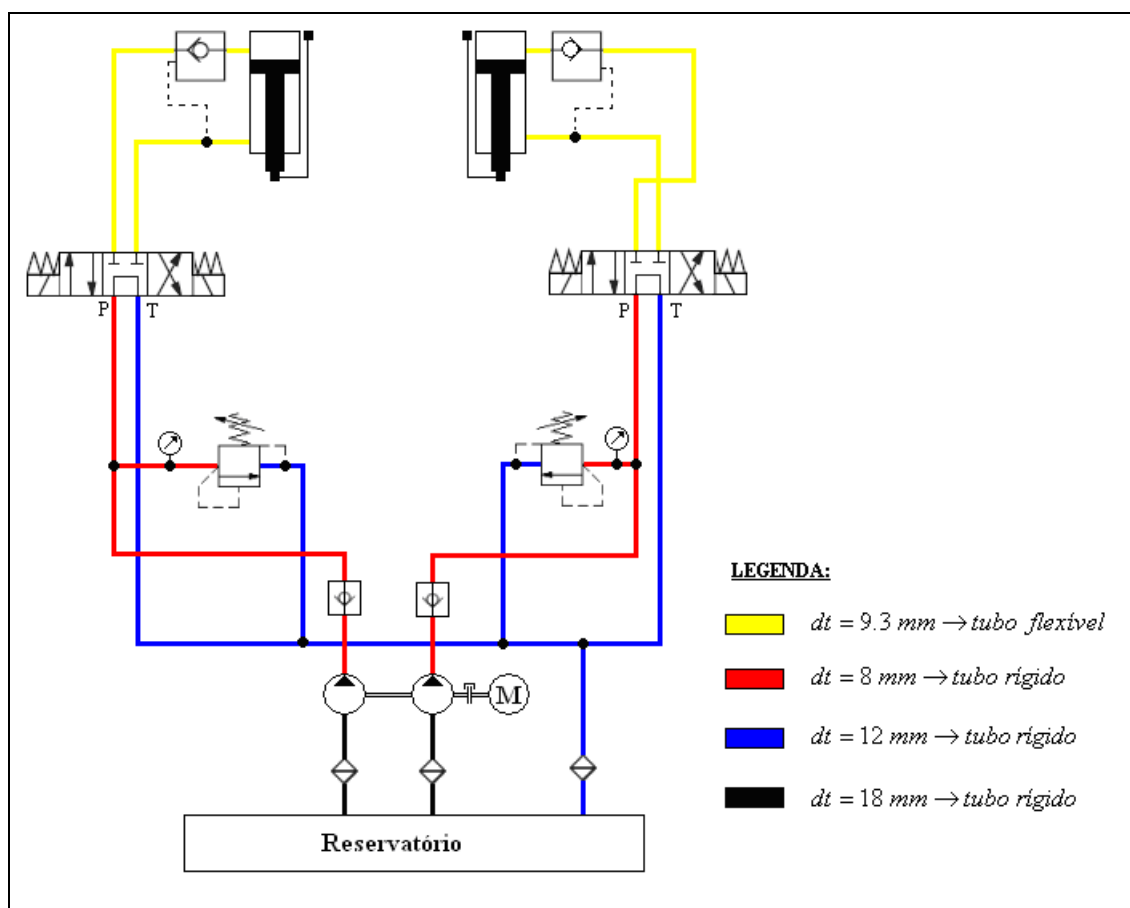 P T
P T
LEGENDA:
dt = 9.3 mm → tubo flexível
dt = 8 mm → tubo rígido
M
dt = 12 mm → tubo rígido
dt = 18 mm → tubo rígido
Reservatório